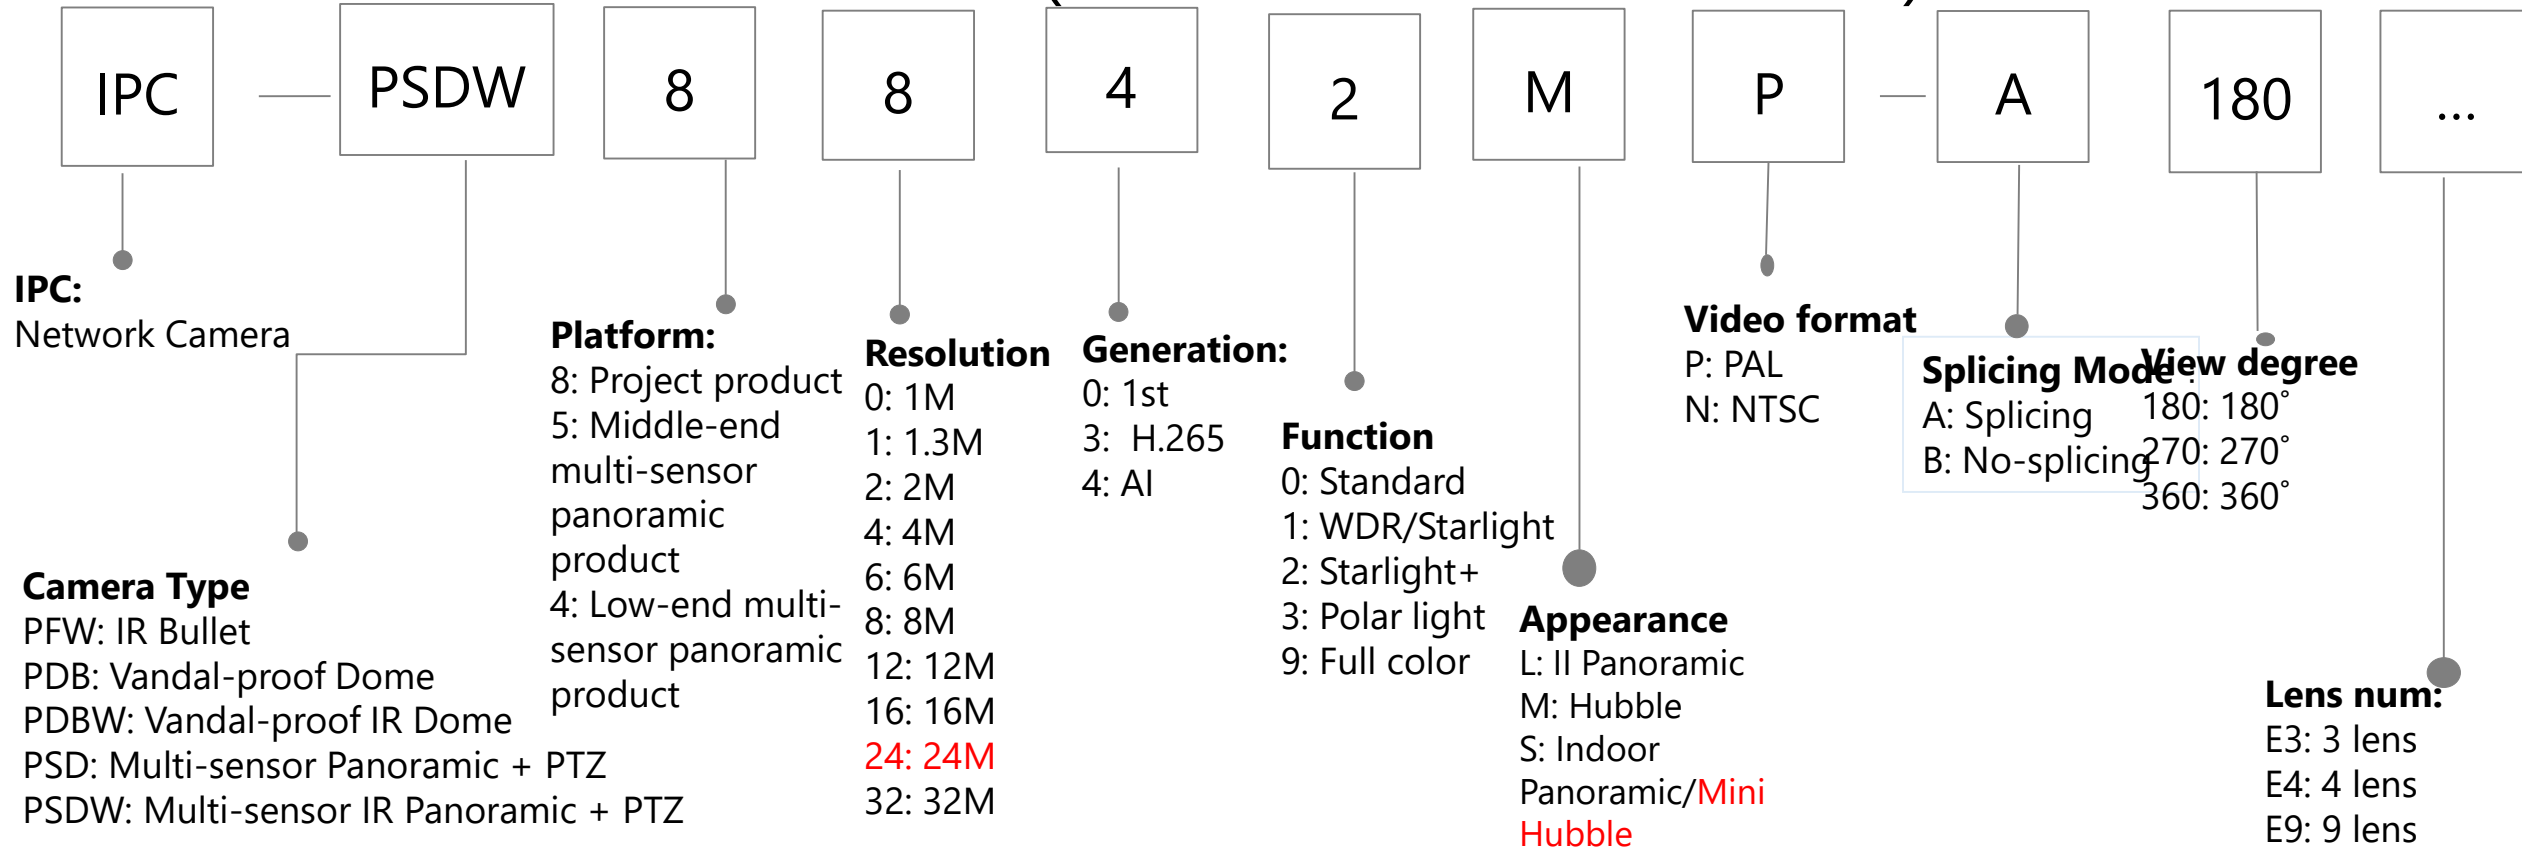 IPC
PSDW
8
8
4
2
M
P
A
180
...
IPC:
Network Camera
Camera Type
PFW: IR Bullet
PDB: Vandal-proof Dome
PDBW: Vandal-proof IR Dome
PSD: Multi-sensor Panoramic + PTZ
PSDW: Multi-sensor IR Panoramic + PTZ
Platform:
8: Project product
5: Middle-end
multi-sensor
panoramic
product
4: Low-end multi-
sensor panoramic
product
Resolution
0: 1M
1: 1.3M
2: 2M
4: 4M
6: 6M
8: 8M
12: 12M
16: 16M
24: 24M
32: 32M
Generation:
0: 1st
3: H.265
4: AI
Function
0: Standard
1: WDR/Starlight
2: Starlight+
3: Polar light
9: Full color
Appearance
L: II Panoramic
M: Hubble
S: Indoor
Panoramic/Mini
Hubble
Video format
P: PAL
N: NTSC
Splicing Mode :
A: Splicing
B: No-splicing
View degree
180: 180°
270: 270°
360: 360°
Lens num:
E3: 3 lens
E4: 4 lens
E9: 9 lens